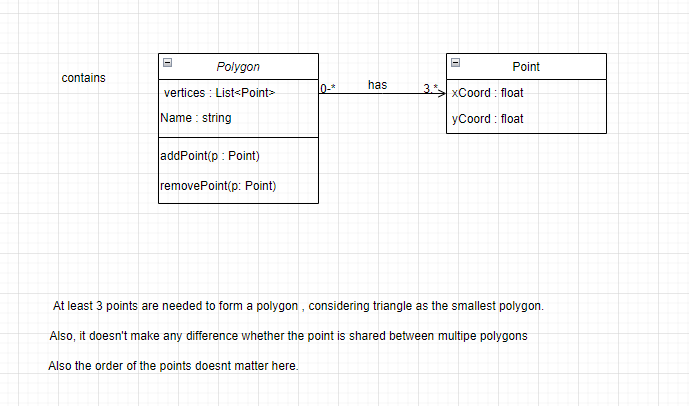 contains
Polygon
vertices : List<Point>
Name : string
addPoint(p : Point)
removePoint(p: Point)
0-*
has
3.*
Point
xCoord : float
yCoord : float
At least 3 points are needed to form a polygon , considering triangle as the smallest polygon.
Also, it doesn't make any difference whether the point is shared between multipe polygons
Also the order of the points doesnt matter here.